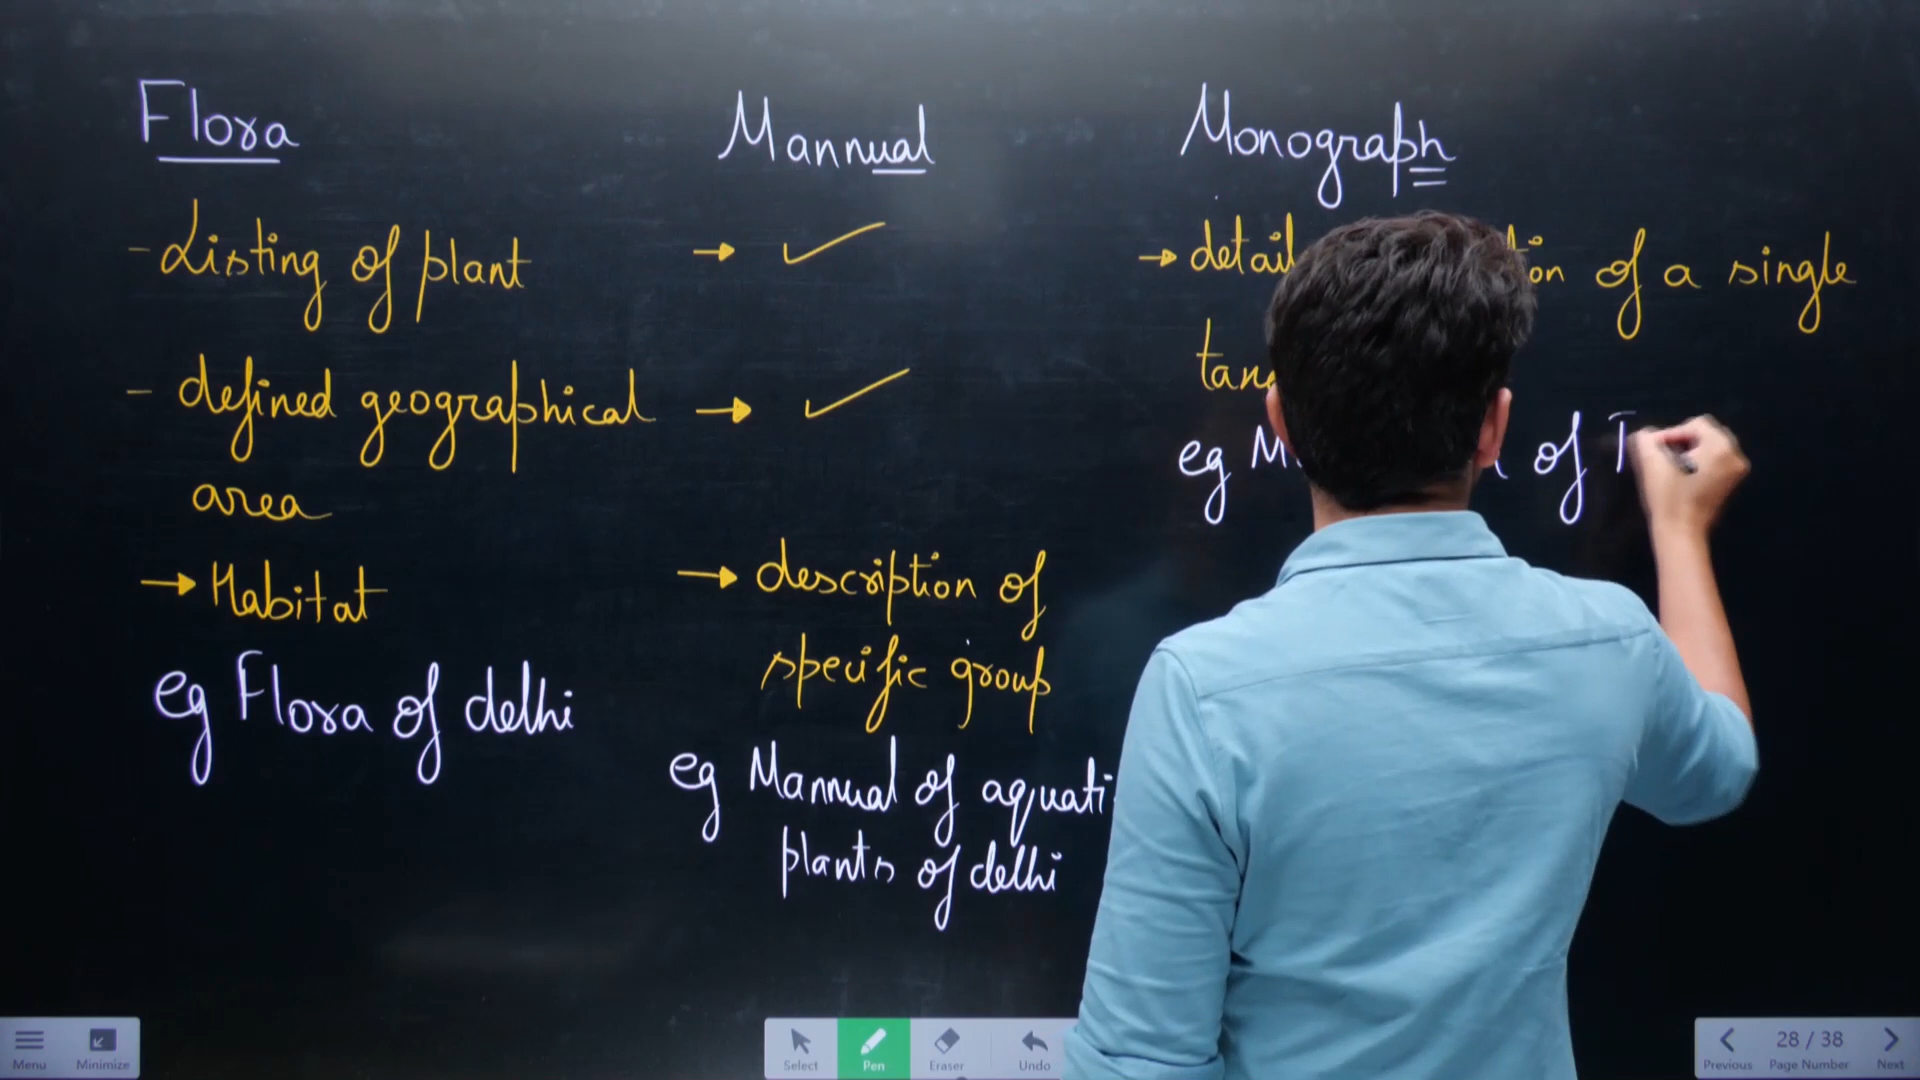 Flora
- Listing of plant
- defined geographical
area
→ Habitat
eg Flora of delhi
Mannual
→ ✓
→ ✓
→ description of
specific group
eg Mannual of
plants of delhi
Monograph
→ of a single
eg of
Menu
Minimize
Select
Pen
Eraser
Undo
28 / 38
Previous
Page Number
Next